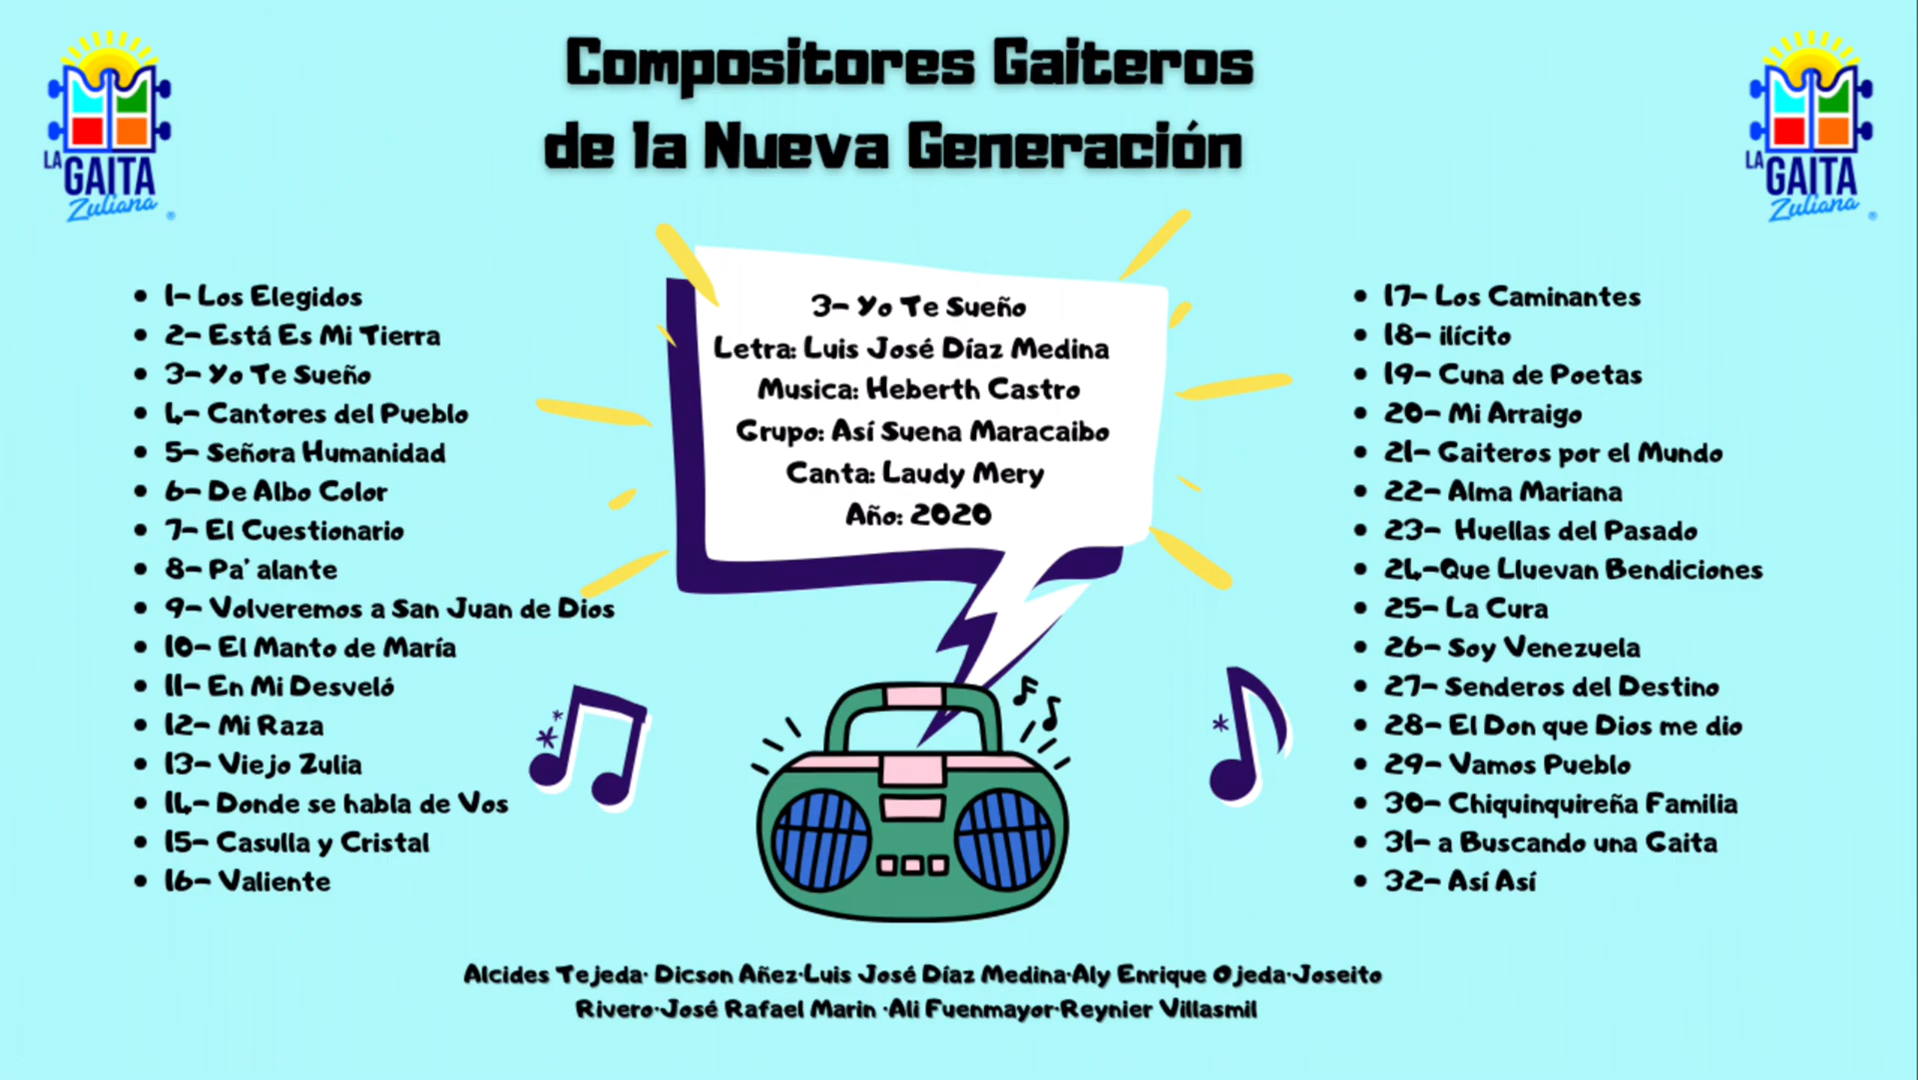 Compositores Gaiteros
de la Nueva Generación
LA
GAITA
Zuliana
®
LA
GAITA
Zuliana
®
1- Los Elegidos
2- Está Es Mi Tierra
3- Yo Te Sueño
4- Cantores del Pueblo
5- Señora Humanidad
6- De Albo Color
7- El Cuestionario
8- Pa' alante
9- Volveremos a San Juan de Dios
10- El Manto de María
11- En Mi Desveló
12- Mi Raza
13- Viejo Zulia
14- Donde se habla de Vos
15- Casulla y Cristal
16- Valiente
3- Yo Te Sueño
Letra: Luis José Díaz Medina
Musica: Heberth Castro
Grupo: Así Suena Maracaibo
Canta: Laudy Mery
Año: 2020
17- Los Caminantes
18- ilícito
19- Cuna de Poetas
20- Mi Arraigo
21- Gaiteros por el Mundo
22- Alma Mariana
23- Huellas del Pasado
24-Que Lluevan Bendiciones
25- La Cura
26- Soy Venezuela
27- Senderos del Destino
28- El Don que Dios me dio
29- Vamos Pueblo
30- Chiquinquireña Familia
31- a Buscando una Gaita
32- Así Así
Alcides Tejeda· Dicson Añez·Luis José Díaz Medina·Aly Enrique Ojeda·Joseito
Rivero·José Rafael Marin ·Ali Fuenmayor·Reynier Villasmil